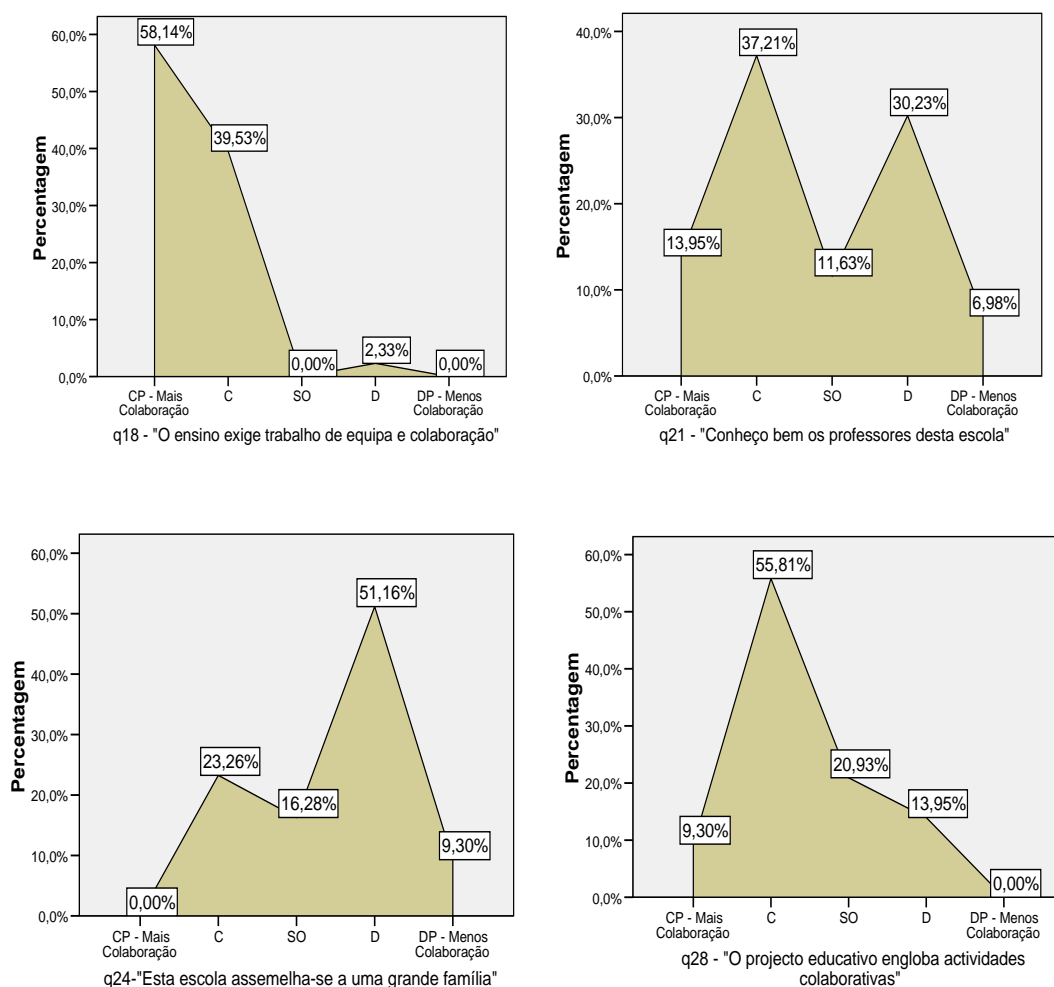 60,0%
50,0%
40,0%
30,0%
20,0%
10,0%
0,0%
Percentagem
58,14%
39,53%
0,00%
2,33%
0,00%
CP - Mais
Colaboração
C
SO
D
DP - Menos
Colaboração
q18 - "O ensino exige trabalho de equipa e colaboração"
40,0%
30,0%
20,0%
10,0%
0,0%
Percentagem
13,95%
37,21%
11,63%
30,23%
6,98%
CP - Mais
Colaboração
C
SO
D
DP - Menos
Colaboração
q21 - "Conheço bem os professores desta escola"
60,0%
50,0%
40,0%
30,0%
20,0%
10,0%
0,0%
Percentagem
0,00%
23,26%
16,28%
51,16%
9,30%
CP - Mais
Colaboração
C
SO
D
DP - Menos
Colaboração
q24-"Esta escola assemelha-se a uma grande família"
60,0%
50,0%
40,0%
30,0%
20,0%
10,0%
0,0%
Percentagem
9,30%
55,81%
20,93%
13,95%
0,00%
CP - Mais
Colaboração
C
SO
D
DP - Menos
Colaboração
q28 - "O projecto educativo engloba actividades
colaborativas"